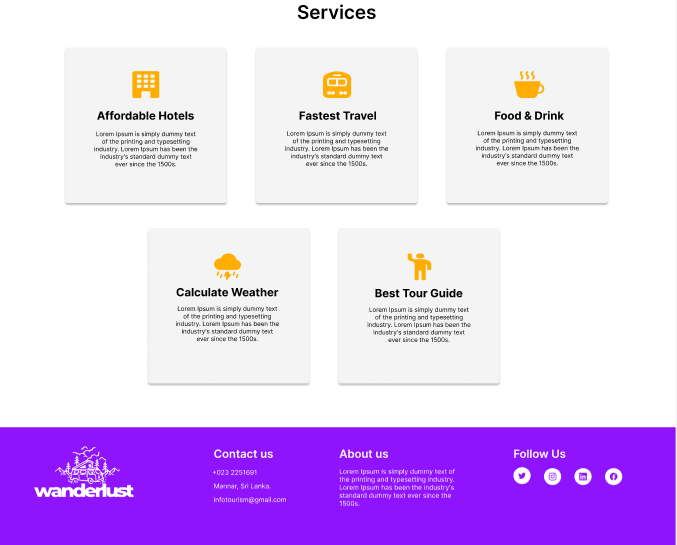 Services
Affordable Hotels
Lorem Ipsum is simply dummy text
of the printing and typesetting
industry. Lorem Ipsum has been the
industry's standard dummy text
ever since the 1500s.
Fastest Travel
Lorem Ipsum is simply dummy text
of the printing and typesetting
industry. Lorem Ipsum has been the
industry's standard dummy text
ever since the 1500s.
Food & Drink
Lorem Ipsum is simply dummy text
of the printing and typesetting
industry. Lorem Ipsum has been the
industry's standard dummy text
ever since the 1500s.
Calculate Weather
Lorem Ipsum is simply dummy text
of the printing and typesetting
industry. Lorem Ipsum has been the
industry's standard dummy text
ever since the 1500s.
Best Tour Guide
Lorem Ipsum is simply dummy text
of the printing and typesetting
industry. Lorem Ipsum has been the
industry's standard dummy text
ever since the 1500s.
wanderlust
Contact us
+023 2251691
Mannar, Sri Lanka.
infotourism@gmail.com
About us
Lorem Ipsum is simply dummy text of
the printing and typesetting industry.
Lorem Ipsum has been the industry's
standard dummy text ever since the
1500s.
Follow Us